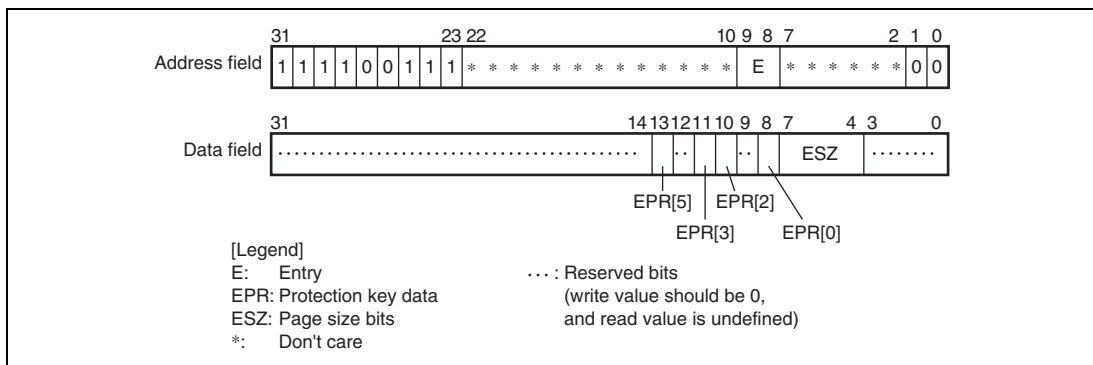 31 23 22 10 9 8 7 2 1 0
Address field 1 1 1 1 0 0 1 1 1 * * * * * * * * * * * * * E * * * * * * 0 0
31 14 13 12 11 10 9 8 7 4 3 0
Data field ESZ
EPR[5] EPR[2]
EPR[3] EPR[0]
[Legend]
E: Entry ··· : Reserved bits
EPR: Protection key data (write value should be 0,
ESZ: Page size bits and read value is undefined)
*: Don't care